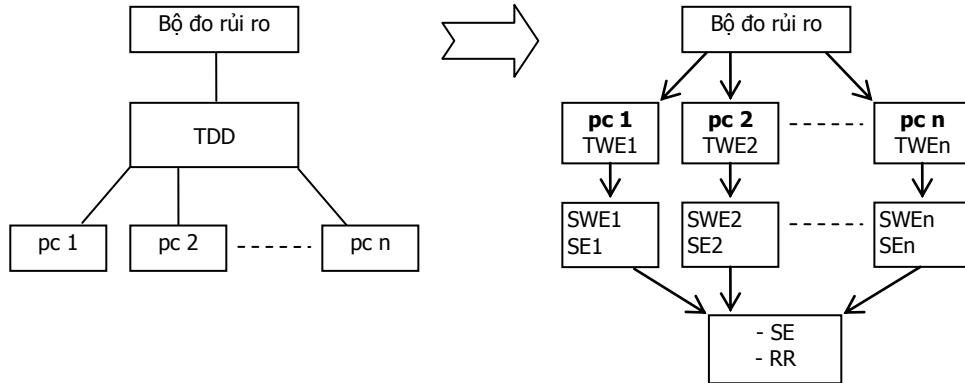 Bộ đo rủi ro
TDD
pc 1
pc 2
pc n
Bộ đo rủi ro
pc 1
TWE1
pc 2
TWE2
pc n
TWEn
SWE1
SE1
SWE2
SE2
SWEn
SEn
- SE
- RR